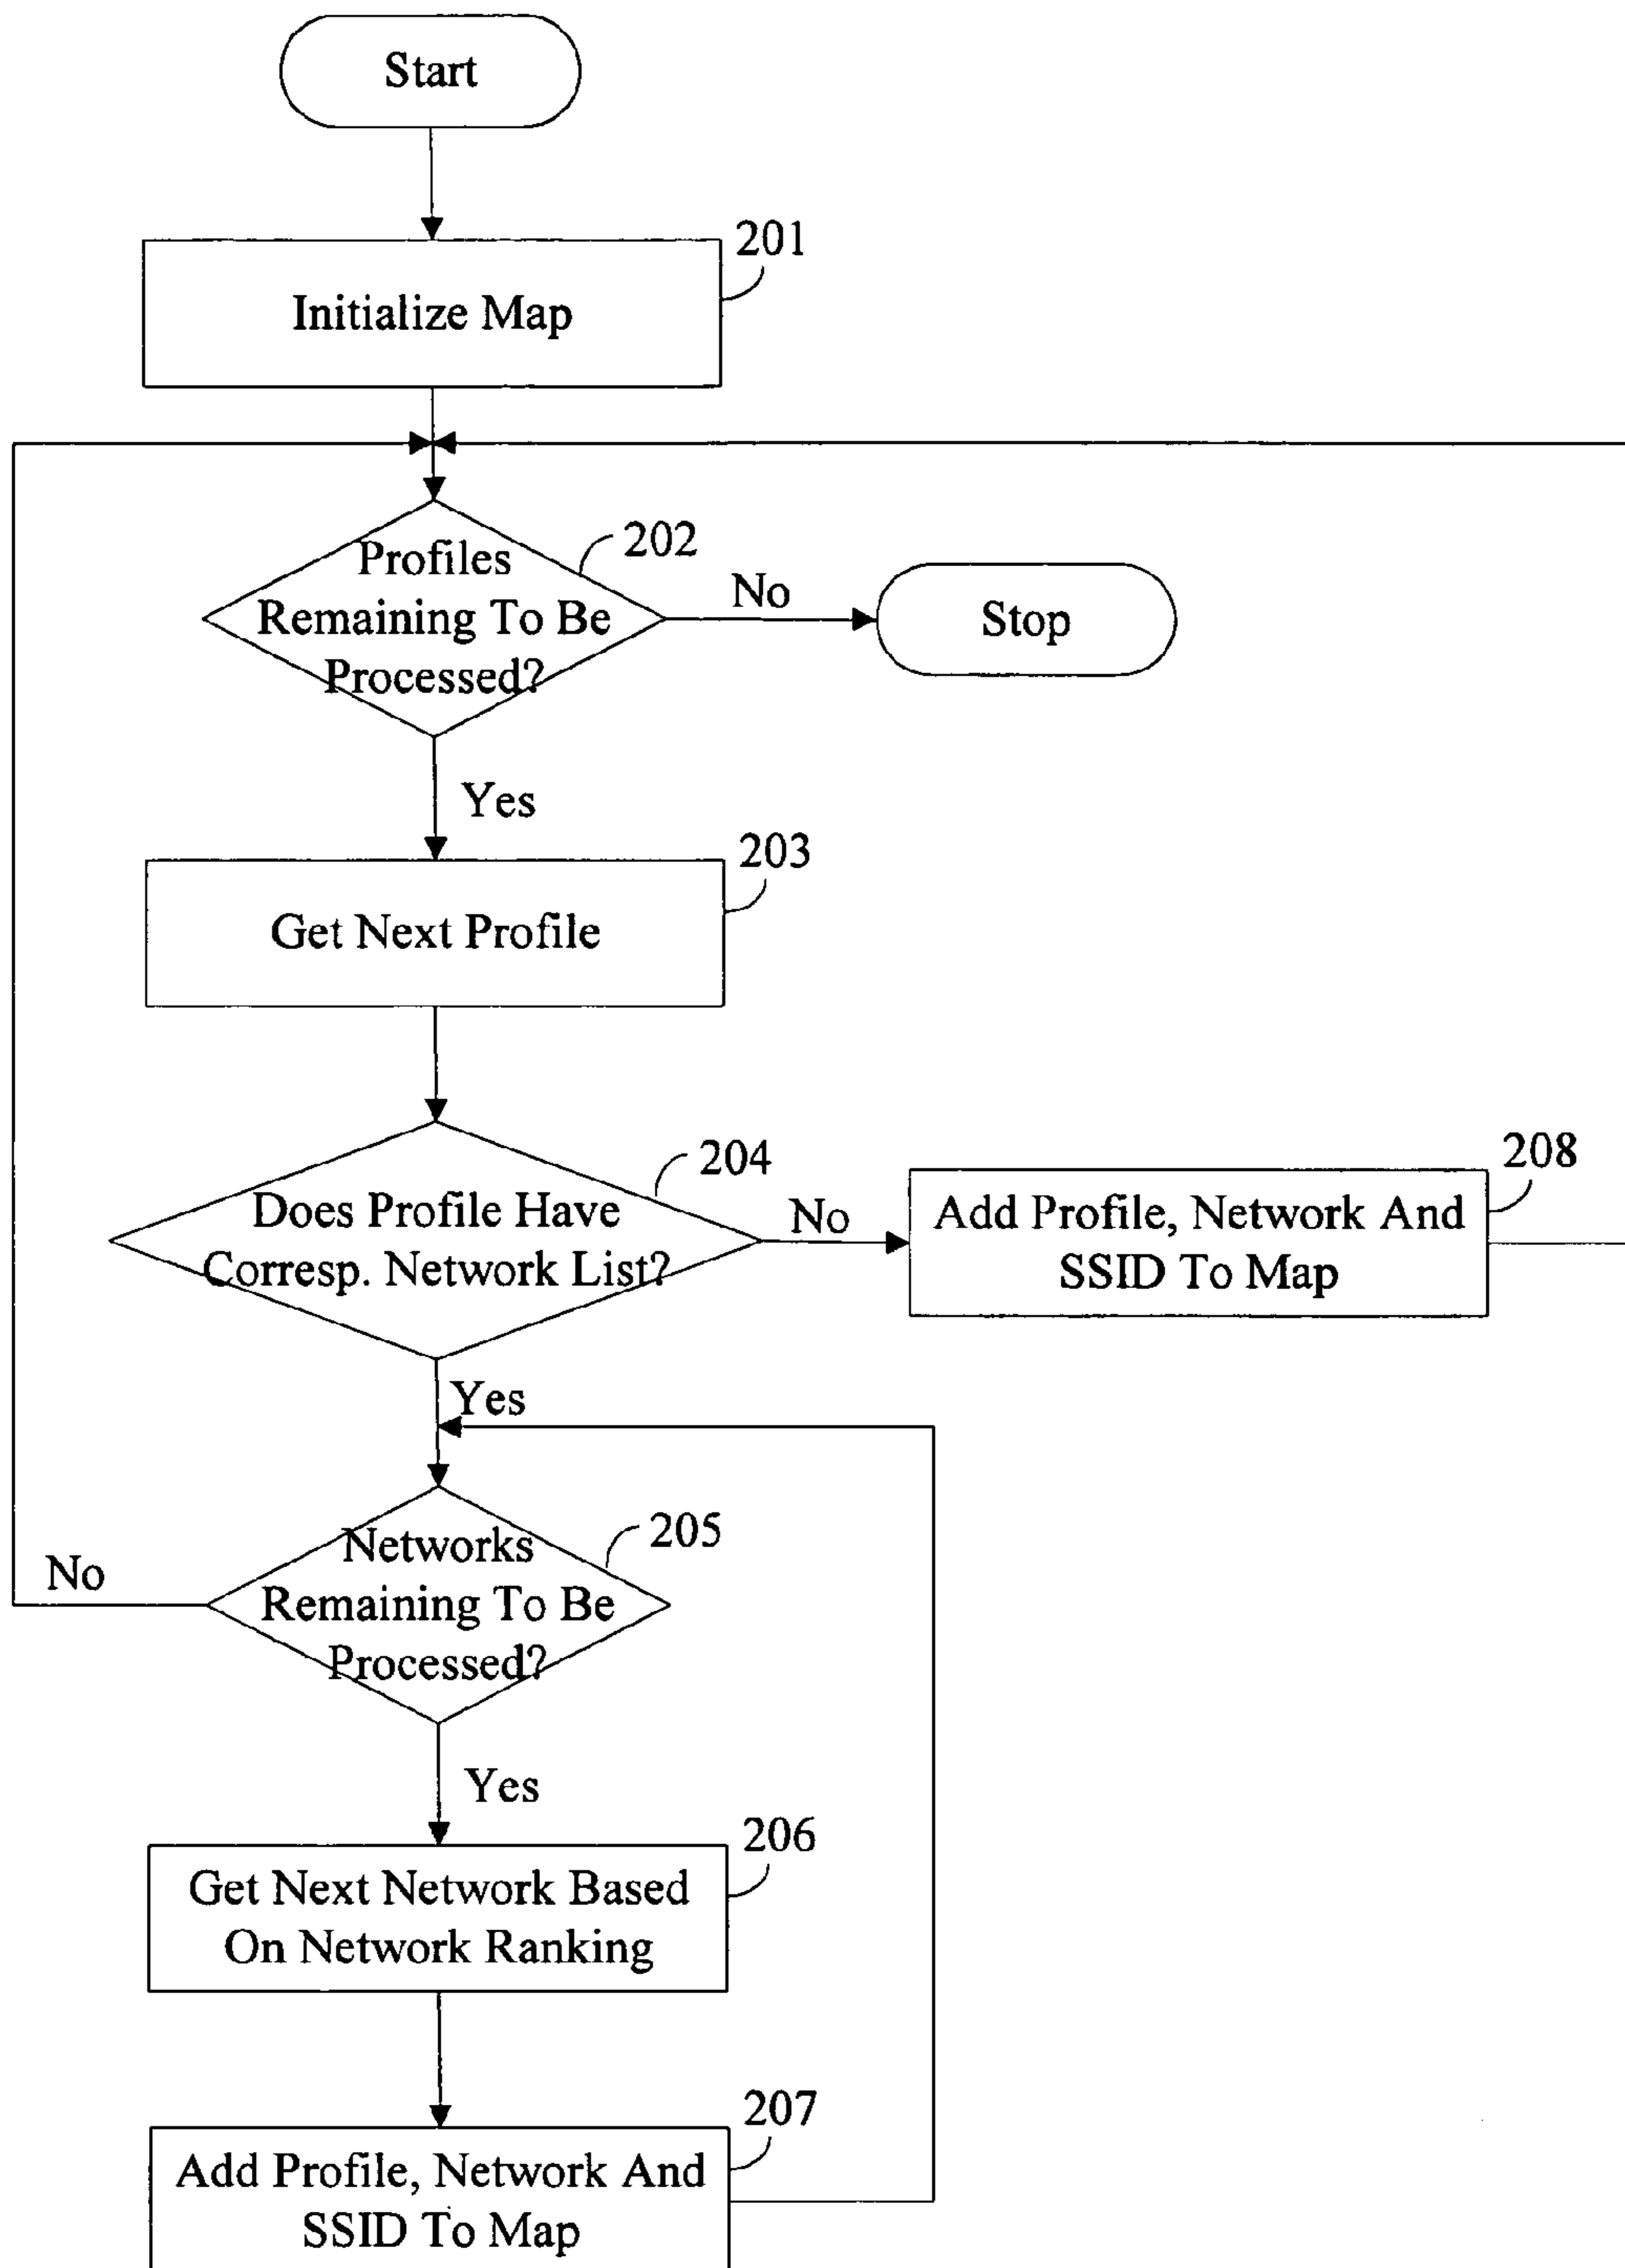 Start
201
Initialize Map
202
Profiles
Remaining To Be
Processed?
No
Stop
Yes
203
Get Next Profile
204
Does Profile Have
Corresp. Network List?
No
208
Add Profile, Network And
SSID To Map
Yes
205
Networks
Remaining To Be
Processed?
No
Yes
206
Get Next Network Based
On Network Ranking
207
Add Profile, Network And
SSID To Map